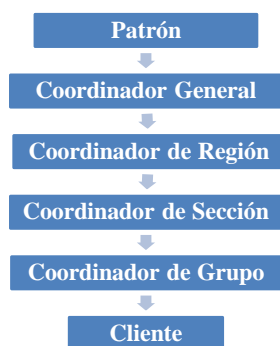 Patrón
Coordinador General
Coordinador de Región
Coordinador de Sección
Coordinador de Grupo
Cliente